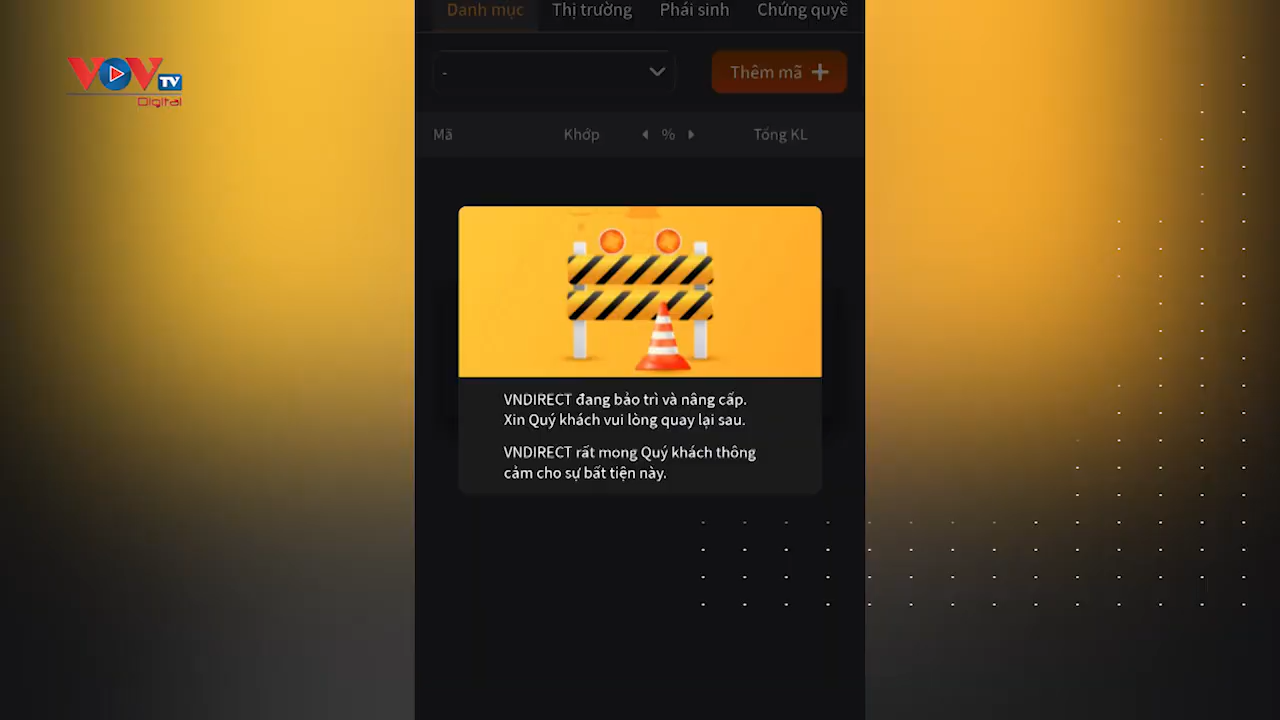 Danh mục Thị trường Phái sinh Chứng quyề
VOV TV
Digital
- Thêm mã +
Mã Khớp % Tổng KL
VNDIRECT đang bảo trì và nâng cấp.
Xin Quý khách vui lòng quay lại sau.
VNDIRECT rất mong Quý khách thông
cảm cho sự bất tiện này.